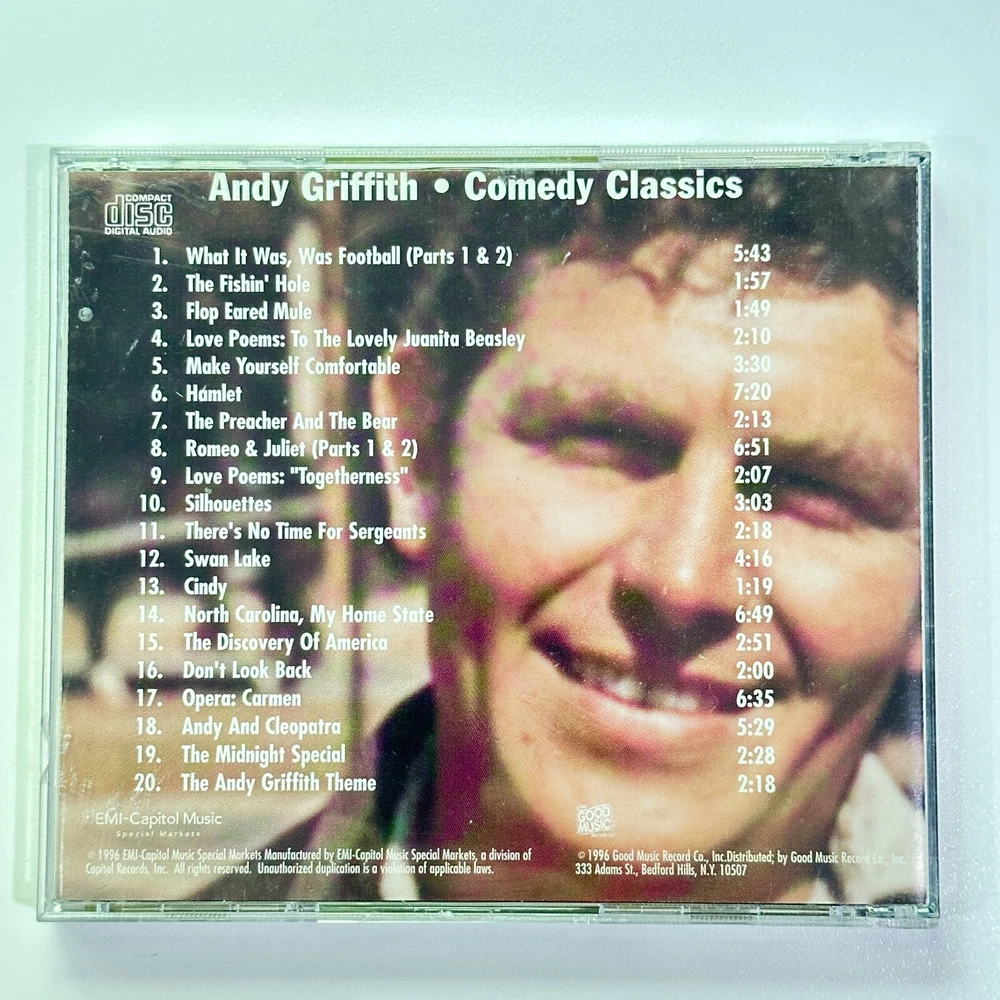 Andy Griffith • Comedy Classics
COMPACT
disc
DIGITAL AUDIO
1. What It Was, Was Football (Parts 1 & 2) 5:43
2. The Fishin' Hole 1:57
3. Flop Eared Mule 1:49
4. Love Poems: To The Lovely Juanita Beasley 2:10
5. Make Yourself Comfortable 3:30
6. Hamlet 7:20
7. The Preacher And The Bear 2:13
8. Romeo & Juliet (Parts 1 & 2) 6:51
9. Love Poems: "Togetherness" 2:07
10. Silhouettes 3:03
11. There's No Time For Sergeants 2:18
12. Swan Lake 4:16
13. Cindy 1:19
14. North Carolina, My Home State 6:49
15. The Discovery Of America 2:51
16. Don't Look Back 2:00
17. Opera: Carmen 6:35
18. Andy And Cleopatra 5:29
19. The Midnight Special 2:28
20. The Andy Griffith Theme 2:18
EMI-Capitol Music
Special Markets
GOOD
MUSIC
© 1996 EMI-Capitol Music Special Markets Manufactured by EMI-Capitol Music Special Markets, a division of
Capitol Records, Inc. All rights reserved. Unauthorized duplication is a violation of applicable laws.
© 1996 Good Music Record Co., Inc.Distributed; by Good Music Record Co., Inc.
333 Adams St., Bedford Hills, N.Y. 10507